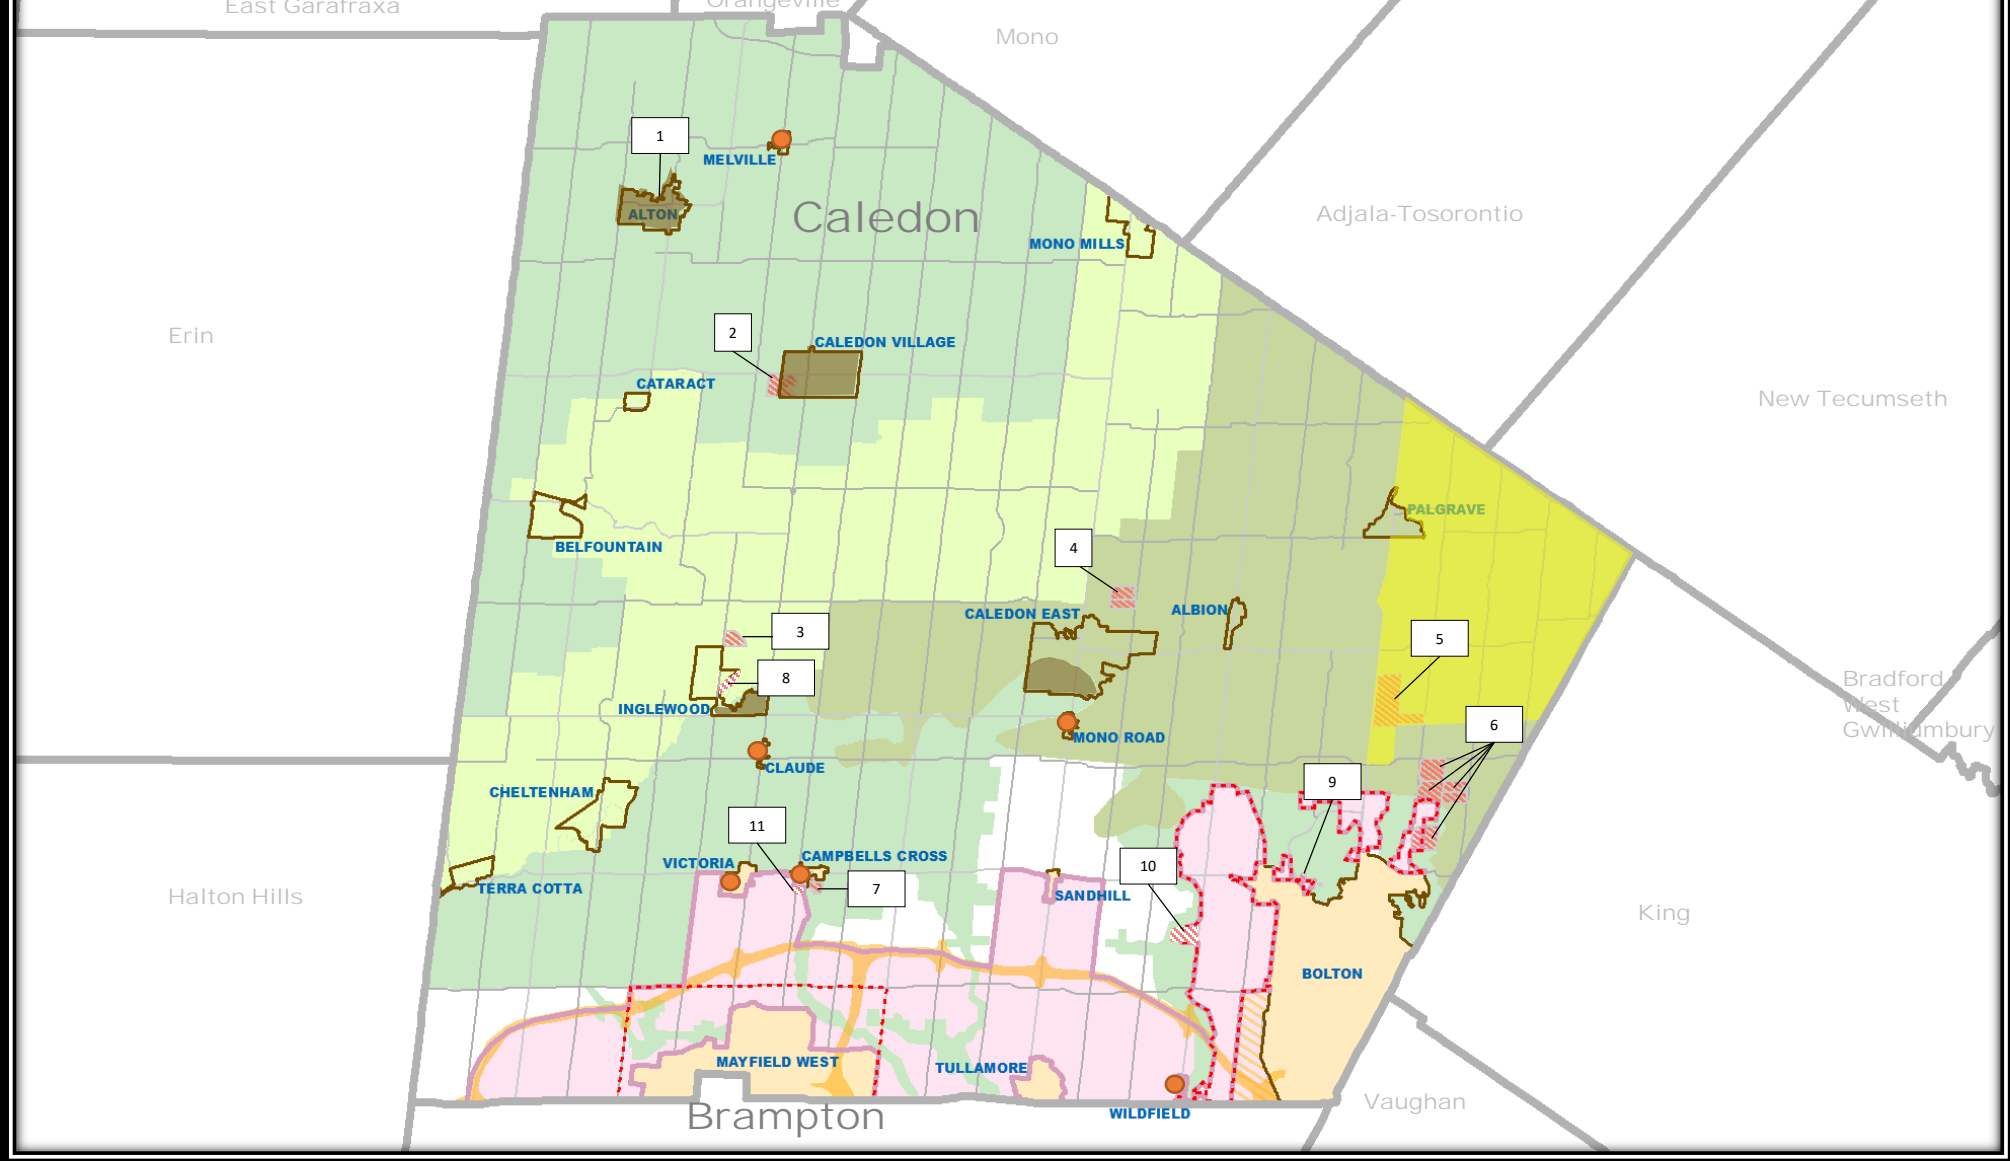 East Garafraxa
Orangeville
Mono
1
MELVILLE
ALTON
Caledon
Adjala-Tosorontio
MONO MILLS
Erin
2
CALEDON VILLAGE
CATARACT
New Tecumseth
PALGRAVE
BELFOUNTAIN
4
CALEDON EAST
ALBION
3
5
8
INGLEWOOD
Bradford
West
Gwillumbury
6
MONO ROAD
CLAUDE
9
CHELTENHAM
11
VICTORIA
CAMPBELLS CROSS
10
7
TERRA COTTA
SANDHILL
Halton Hills
King
BOLTON
MAYFIELD WEST
TULLAMORE
Brampton
WILDFIELD
Vaughan